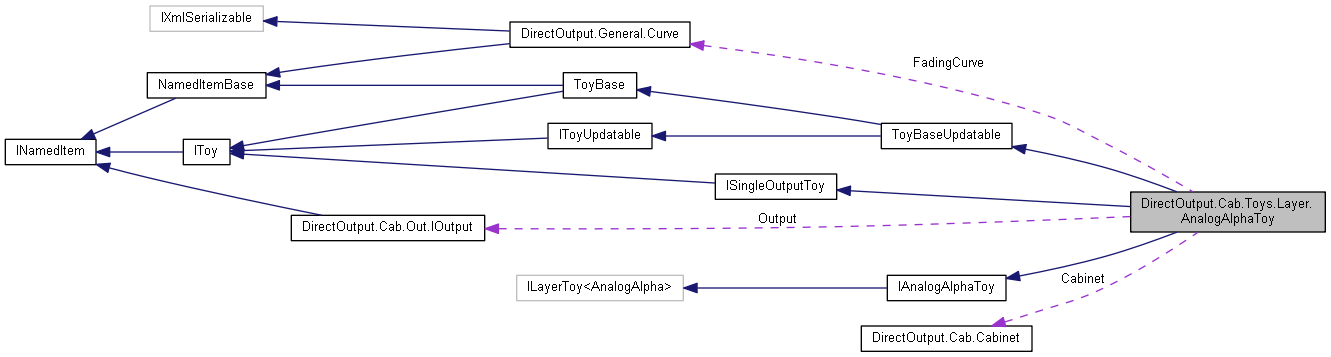 IXmlSerializable
DirectOutput.General.Curve
FadingCurve
NamedItemBase
ToyBase
INamedItem
IToy
IToyUpdatable
ToyBaseUpdatable
ISingleOutputToy
DirectOutput.Cab.Toys.Layer.
AnalogAlphaToy
DirectOutput.Cab.Out.IOutput
Output
ILayerToy<AnalogAlpha>
IAnalogAlphaToy
Cabinet
DirectOutput.Cab.Cabinet